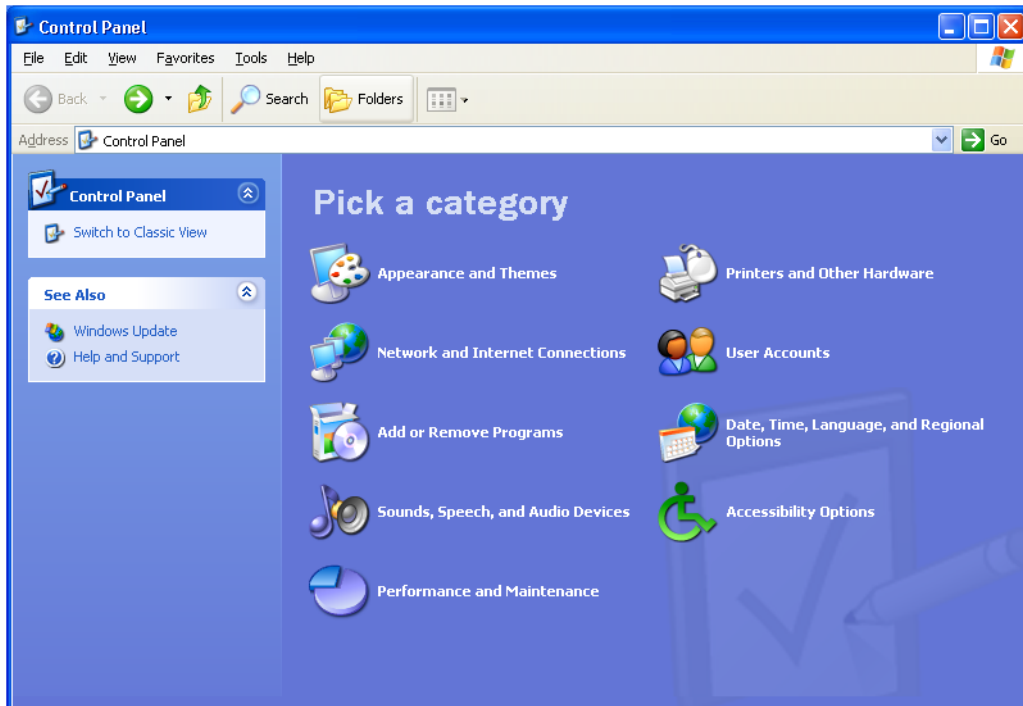 Control Panel
File Edit View Favorites Tools Help
Back Search Folders
Address Control Panel Go
Control Panel
Switch to Classic View
See Also
Windows Update
Help and Support
Pick a category
Appearance and Themes
Printers and Other Hardware
Network and Internet Connections
User Accounts
Add or Remove Programs
Date, Time, Language, and Regional
Options
Sounds, Speech, and Audio Devices
Accessibility Options
Performance and Maintenance